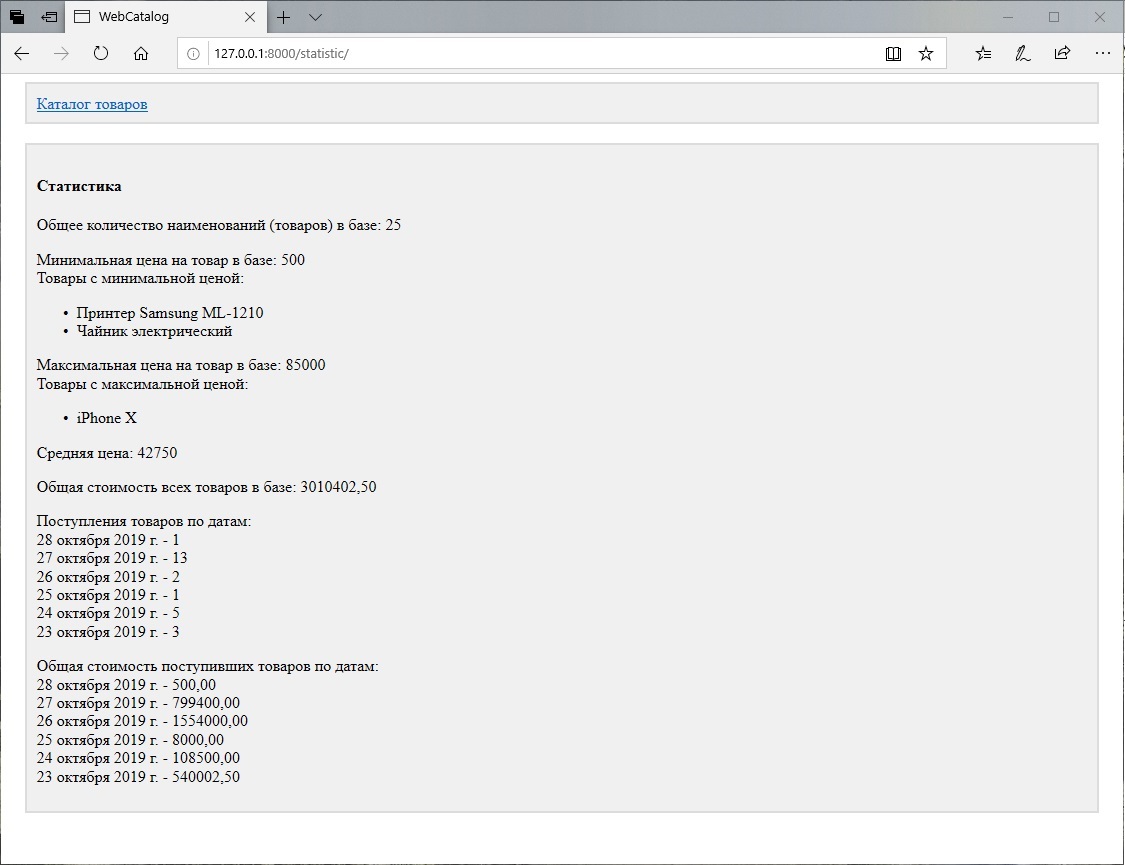 WebCatalog
127.0.0.1:8000/statistic/
Каталог товаров
Статистика
Общее количество наименований (товаров) в базе: 25
Минимальная цена на товар в базе: 500
Товары с минимальной ценой:
• Принтер Samsung ML-1210
• Чайник электрический
Максимальная цена на товар в базе: 85000
Товары с максимальной ценой:
• iPhone X
Средняя цена: 42750
Общая стоимость всех товаров в базе: 3010402,50
Поступления товаров по датам:
28 октября 2019 г. - 1
27 октября 2019 г. - 13
26 октября 2019 г. - 2
25 октября 2019 г. - 1
24 октября 2019 г. - 5
23 октября 2019 г. - 3
Общая стоимость поступивших товаров по датам:
28 октября 2019 г. - 500,00
27 октября 2019 г. - 799400,00
26 октября 2019 г. - 1554000,00
25 октября 2019 г. - 8000,00
24 октября 2019 г. - 108500,00
23 октября 2019 г. - 540002,50